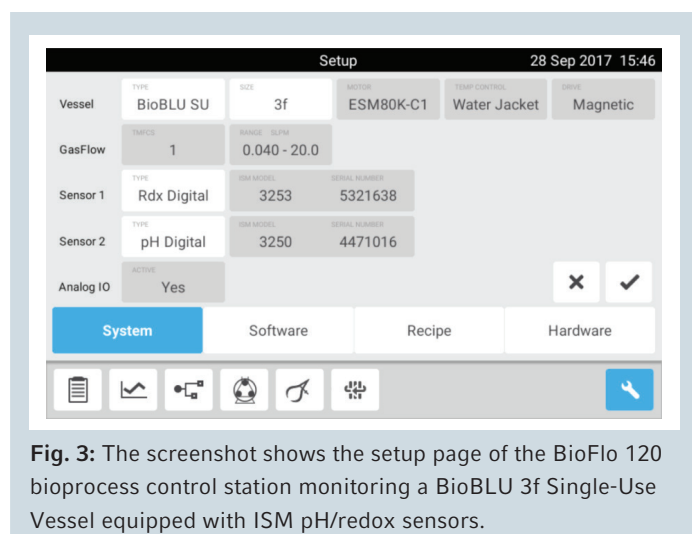 Setup 28 Sep 2017 15:46
Vessel TYPE BioBLU SU SIZE 3f MOTOR ESM80K-C1 TEMP CONTROL Water Jacket DRIVE Magnetic
GasFlow TMFCS 1 RANGE SLPM 0.040 - 20.0
Sensor 1 TYPE Rdx Digital ISM MODEL 3253 SERIAL NUMBER 5321638
Sensor 2 TYPE pH Digital ISM MODEL 3250 SERIAL NUMBER 4471016
Analog IO ACTIVE Yes
System Software Recipe Hardware
Fig. 3: The screenshot shows the setup page of the BioFlo 120
bioprocess control station monitoring a BioBLU 3f Single-Use
Vessel equipped with ISM pH/redox sensors.